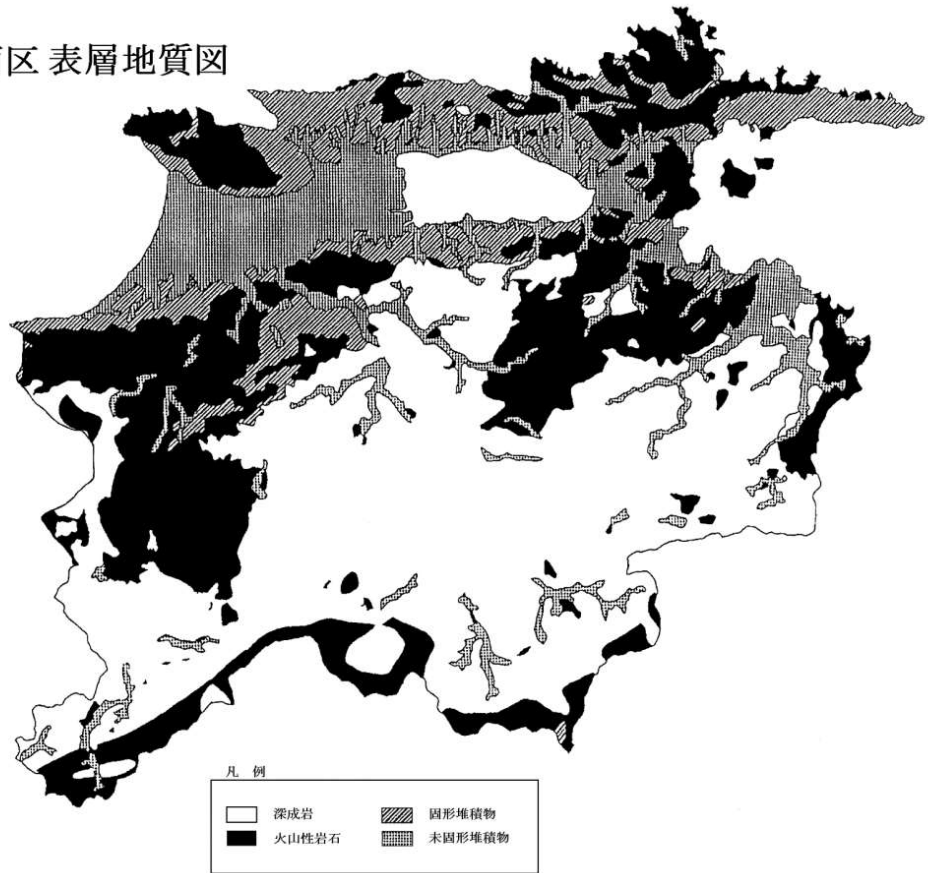 区 表層地質図
凡 例
深成岩
固形堆積物
火山性岩石
未固形堆積物